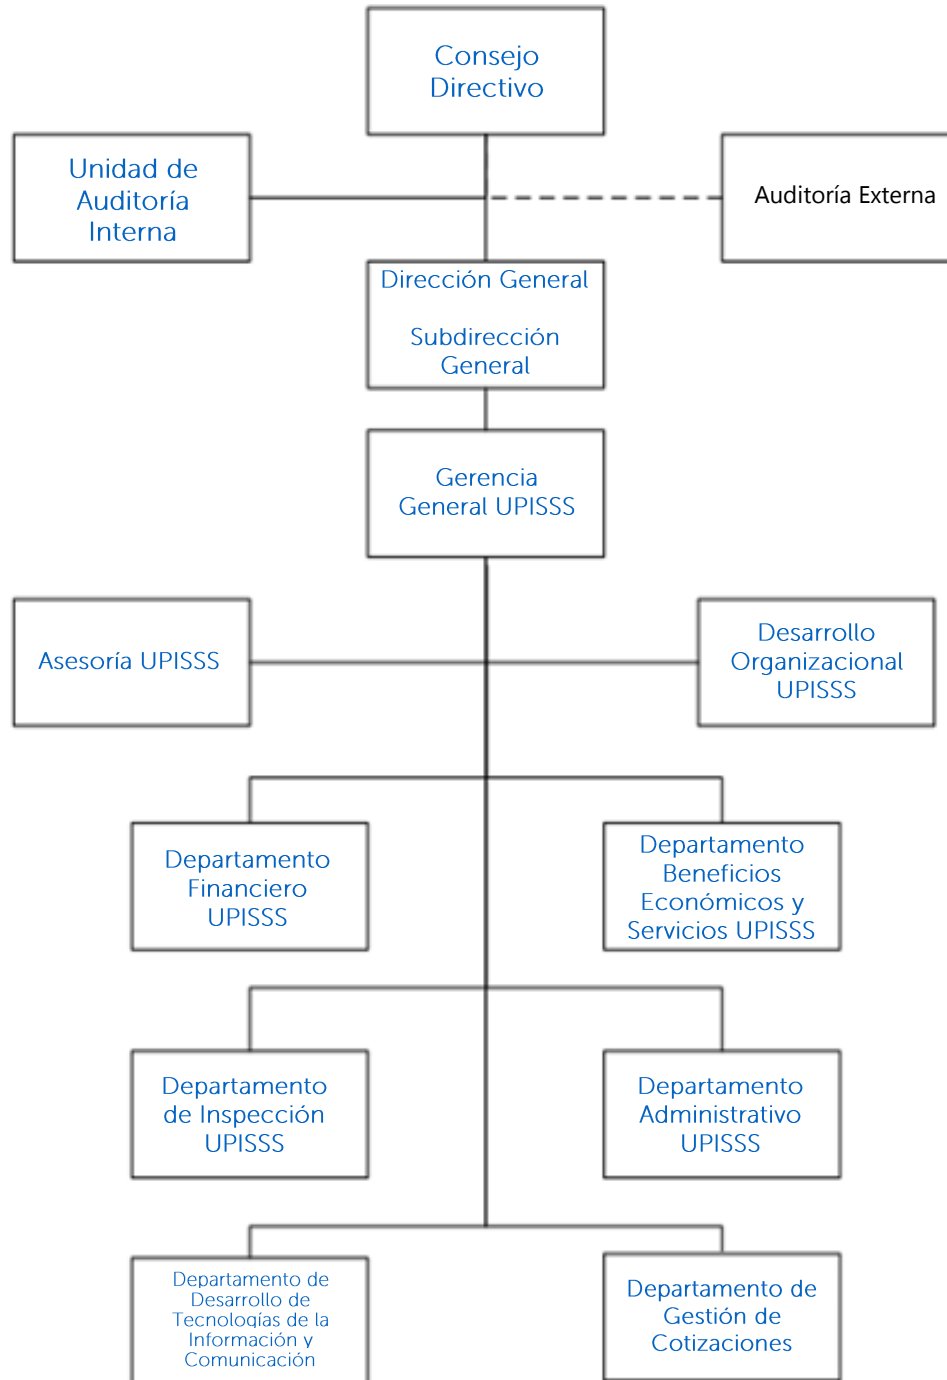 Consejo
Directivo
Unidad de
Auditoría
Interna
Auditoría Externa
Dirección General
Subdirección
General
Gerencia
General UPISSS
Asesoría UPISSS
Desarrollo
Organizacional
UPISSS
Departamento
Financiero
UPISSS
Departamento
Beneficios
Económicos y
Servicios UPISSS
Departamento
de Inspección
UPISSS
Departamento
Administrativo
UPISSS
Departamento de
Desarrollo de
Tecnologías de la
Información y
Comunicación
Departamento de
Gestión de
Cotizaciones